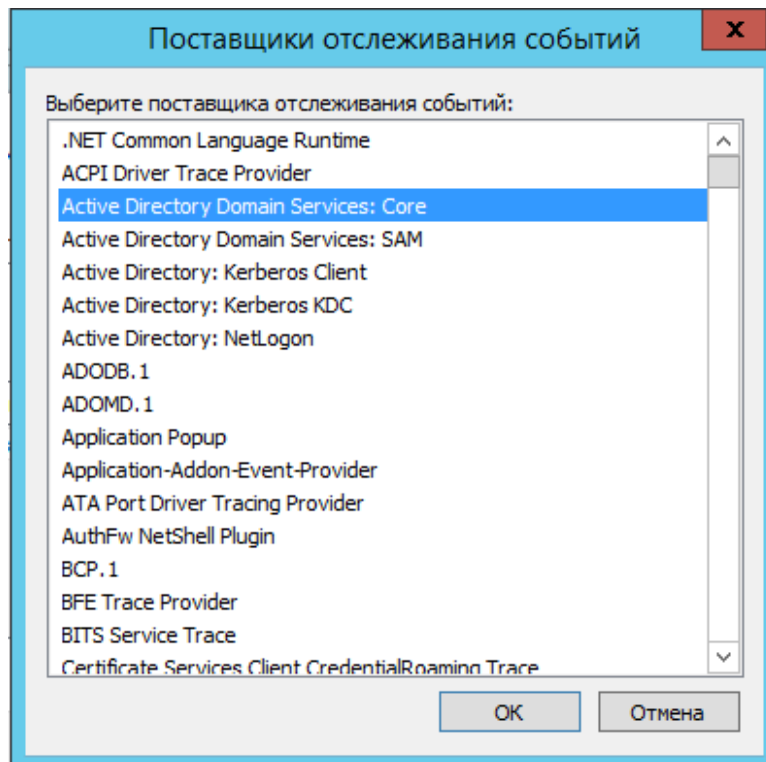 Поставщики отслеживания событий
x
Выберите поставщика отслеживания событий:
.NET Common Language Runtime
ACPI Driver Trace Provider
Active Directory Domain Services: Core
Active Directory Domain Services: SAM
Active Directory: Kerberos Client
Active Directory: Kerberos KDC
Active Directory: NetLogon
ADODB.1
ADOMD.1
Application Popup
Application-Addon-Event-Provider
ATA Port Driver Tracing Provider
AuthFw NetShell Plugin
BCP.1
BFE Trace Provider
BITS Service Trace
Certificate Services Client CredentialRoaming Trace
ОК Отмена